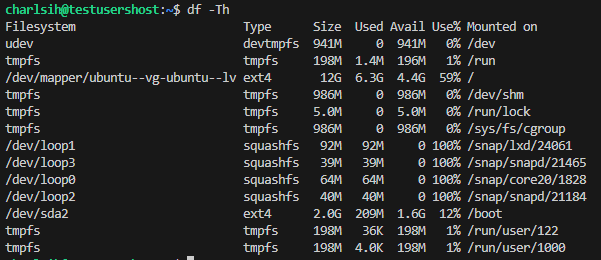 charlsih@testusershost:~$ df -Th
Filesystem                        Type      Size  Used Avail Use% Mounted on
udev                              devtmpfs  941M     0  941M   0% /dev
tmpfs                             tmpfs     198M  1.4M  196M   1% /run
/dev/mapper/ubuntu--vg-ubuntu--lv ext4       12G  6.3G  4.4G  59% /
tmpfs                             tmpfs     986M     0  986M   0% /dev/shm
tmpfs                             tmpfs     5.0M     0  5.0M   0% /run/lock
tmpfs                             tmpfs     986M     0  986M   0% /sys/fs/cgroup
/dev/loop1                        squashfs   92M   92M     0 100% /snap/lxd/24061
/dev/loop3                        squashfs   39M   39M     0 100% /snap/snapd/21465
/dev/loop0                        squashfs   64M   64M     0 100% /snap/core20/1828
/dev/loop2                        squashfs   40M   40M     0 100% /snap/snapd/21184
/dev/sda2                         ext4      2.0G  209M  1.6G  12% /boot
tmpfs                             tmpfs     198M   36K  198M   1% /run/user/122
tmpfs                             tmpfs     198M  4.0K  198M   1% /run/user/1000